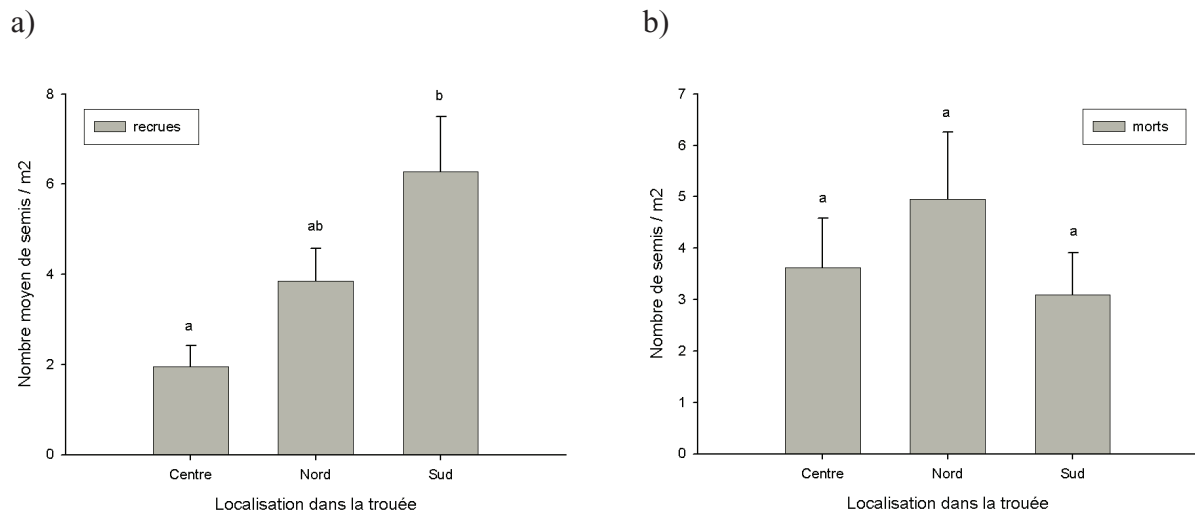 a)
8
6
4
2
0
Nombre moyen de semis / m2
recrues
a
ab
b
Centre
Nord
Sud
Localisation dans la trouée
b)
7
6
5
4
3
2
1
0
Nombre de semis / m2
morts
a
a
a
Centre
Nord
Sud
Localisation dans la trouée